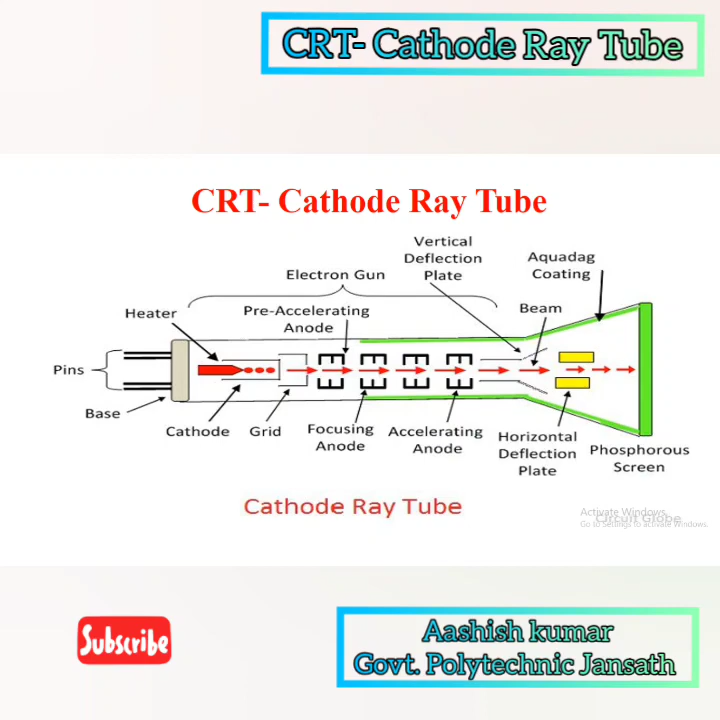 CRT- Cathode Ray Tube
CRT- Cathode Ray Tube
Vertical
Deflection
Plate
Aquadag
Coating
Electron Gun
Heater
Pre-Accelerating
Anode
Beam
Pins
Base
Cathode
Grid
Focusing
Anode
Accelerating
Anode
Horizontal
Deflection
Plate
Phosphorous
Screen
Cathode Ray Tube
Activate Windows
Circuit Globe
Go to Settings to activate Windows.
Subscribe
Aashish kumar
Govt. Polytechnic Jansath